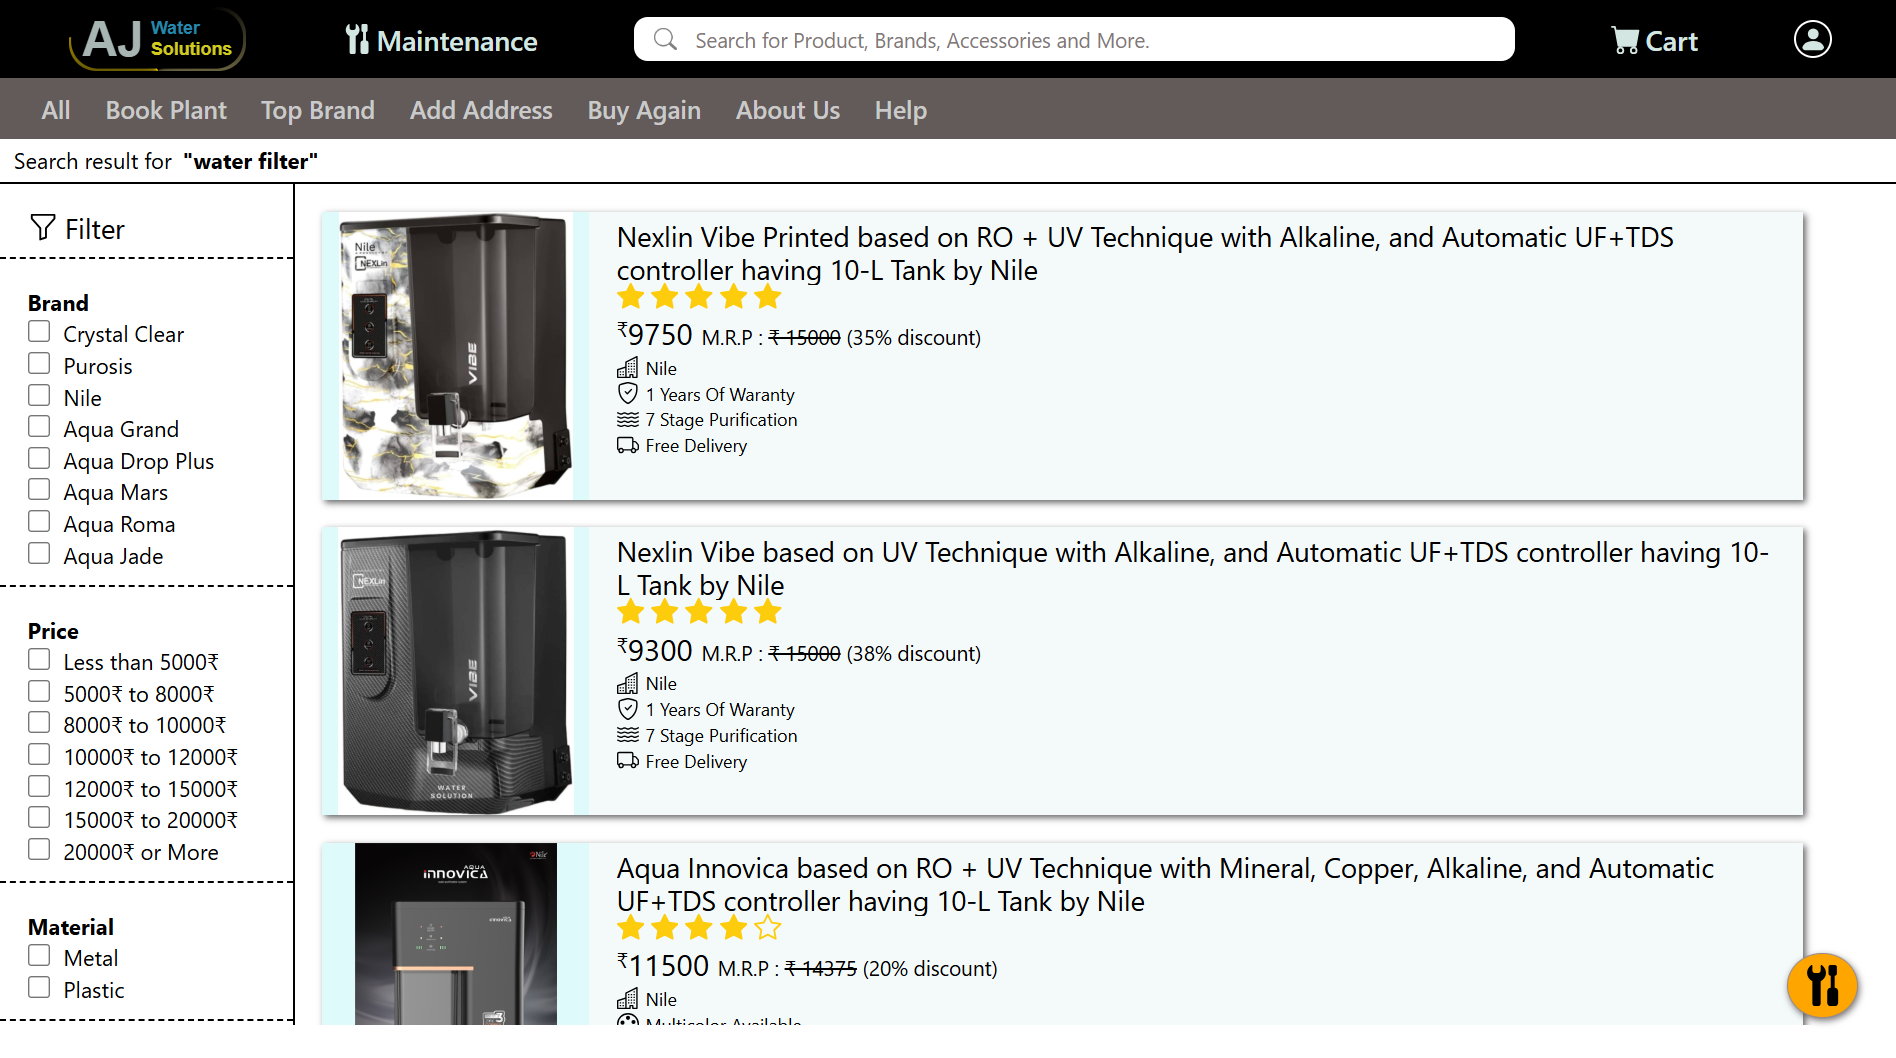 AJ Water Solutions
Maintenance
Search for Product, Brands, Accessories and More.
Cart
All
Book Plant
Top Brand
Add Address
Buy Again
About Us
Help
Search result for "water filter"
Filter
Brand
Crystal Clear
Purosis
Nile
Aqua Grand
Aqua Drop Plus
Aqua Mars
Aqua Roma
Aqua Jade
Price
Less than 5000₹
5000₹ to 8000₹
8000₹ to 10000₹
10000₹ to 12000₹
12000₹ to 15000₹
15000₹ to 20000₹
20000₹ or More
Material
Metal
Plastic
Nile
NEXLin
VIBE
Nexlin Vibe Printed based on RO + UV Technique with Alkaline, and Automatic UF+TDS
controller having 10-L Tank by Nile
₹9750 M.R.P : ₹ 15000 (35% discount)
Nile
1 Years Of Waranty
7 Stage Purification
Free Delivery
NEXLin
VIBE
WATER
SOLUTION
Nexlin Vibe based on UV Technique with Alkaline, and Automatic UF+TDS controller having 10-
L Tank by Nile
₹9300 M.R.P : ₹ 15000 (38% discount)
Nile
1 Years Of Waranty
7 Stage Purification
Free Delivery
Nile
AQUA
INNOVICA
Aqua Innovica based on RO + UV Technique with Mineral, Copper, Alkaline, and Automatic
UF+TDS controller having 10-L Tank by Nile
₹11500 M.R.P : ₹ 14375 (20% discount)
Nile
Multicolor Available